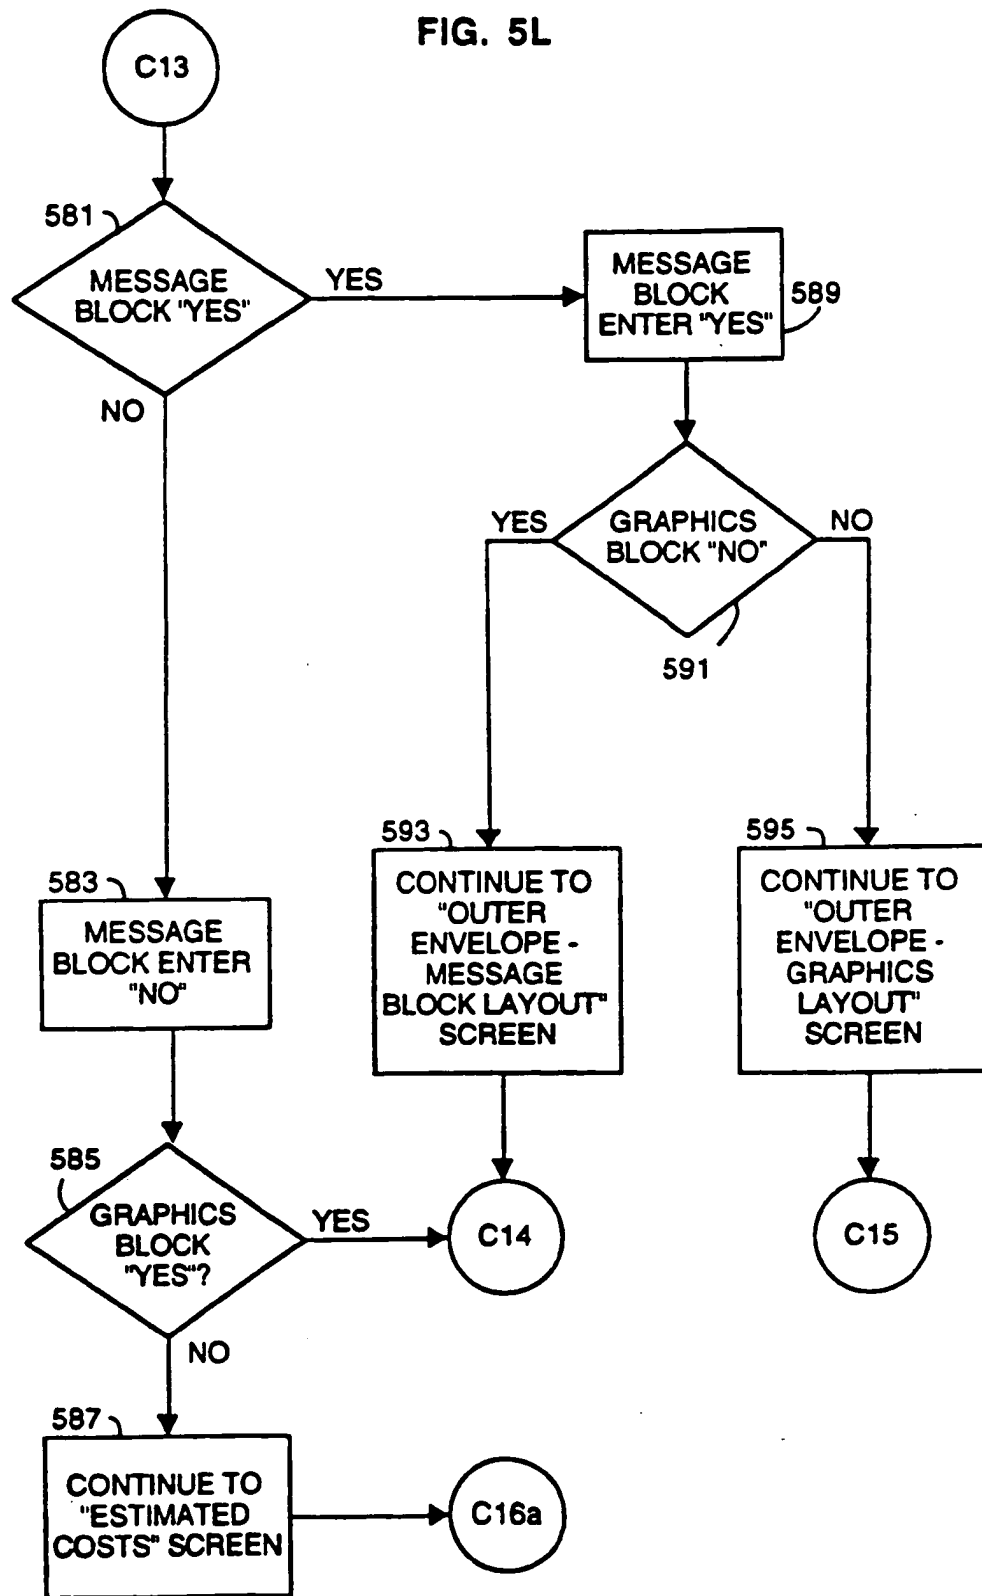 FIG. 5L
C13
581
MESSAGE
BLOCK "YES"
YES
NO
MESSAGE
BLOCK
ENTER "YES"
589
GRAPHICS
BLOCK "NO"
YES
NO
591
593
CONTINUE TO
"OUTER
ENVELOPE -
MESSAGE
BLOCK LAYOUT"
SCREEN
595
CONTINUE TO
"OUTER
ENVELOPE -
GRAPHICS
LAYOUT"
SCREEN
583
MESSAGE
BLOCK ENTER
"NO"
585
GRAPHICS
BLOCK
"YES"?
YES
NO
C14
C15
587
CONTINUE TO
"ESTIMATED
COSTS" SCREEN
C16a